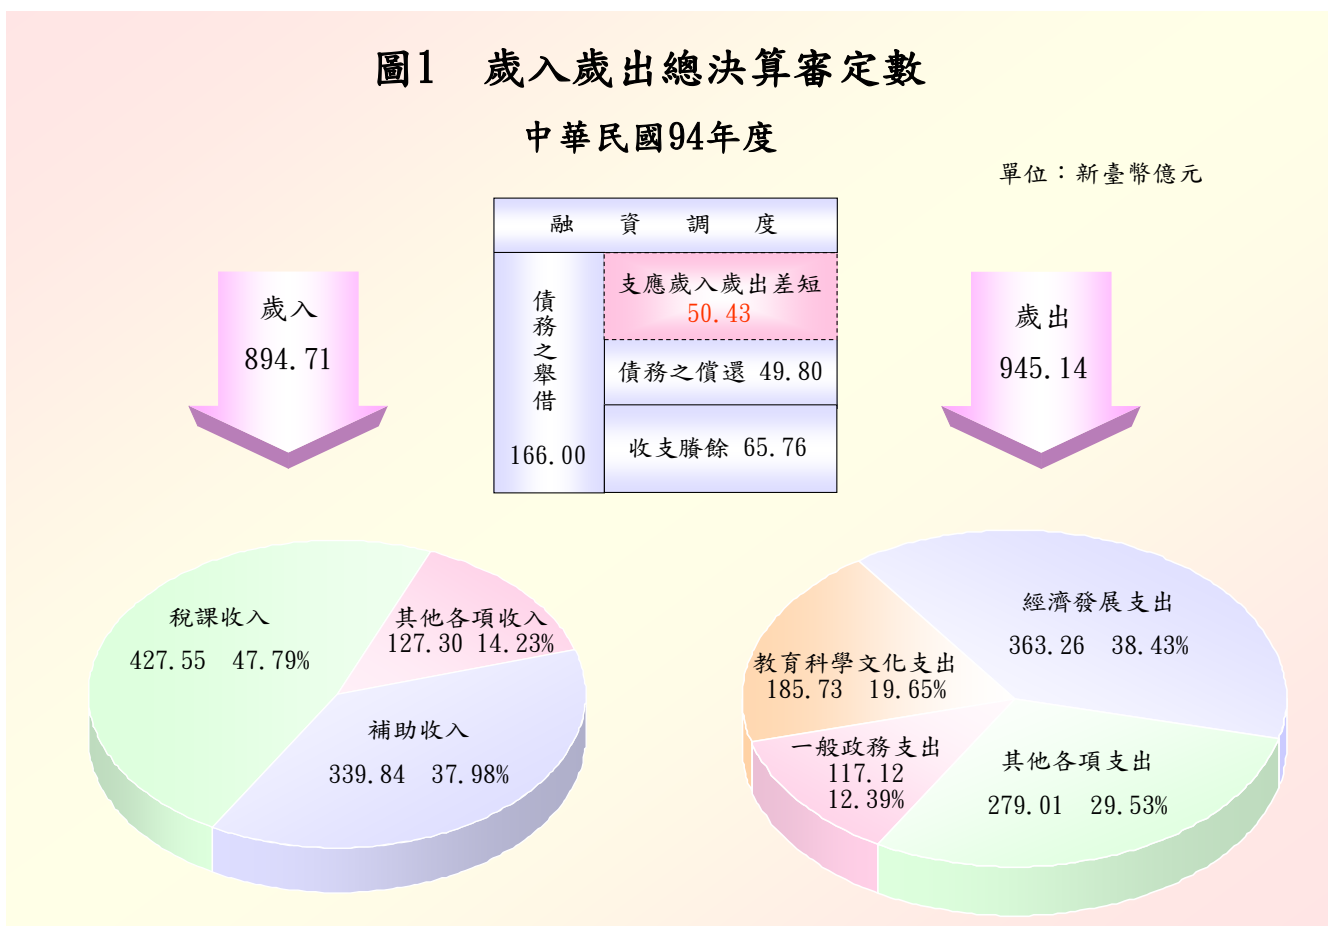 圖1　歲入歲出總決算審定數
中華民國94年度
單位：新臺幣億元
融　資　調　度
債務之舉借
166.00
支應歲入歲出差短
50.43
債務之償還 49.80
收支賸餘 65.76
歲入
894.71
歲出
945.14
稅課收入
427.55　47.79%
其他各項收入
127.30 14.23%
補助收入
339.84　37.98%
經濟發展支出
363.26　38.43%
教育科學文化支出
185.73　19.65%
一般政務支出
117.12
12.39%
其他各項支出
279.01　29.53%